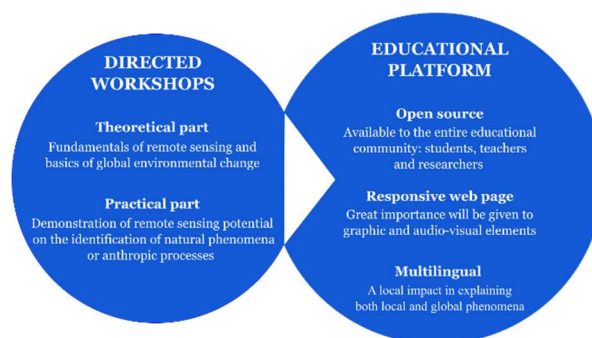 DIRECTED
WORKSHOPS
Theoretical part
Fundamentals of remote sensing and
basics of global environmental change
Practical part
Demonstration of remote sensing potential
on the identification of natural phenomena
or anthropic processes
EDUCATIONAL
PLATFORM
Open source
Available to the entire educational
community: students, teachers
and researchers
Responsive web page
Great importance will be given to
graphic and audio-visual elements
Multilingual
A local impact in explaining
both local and global phenomena